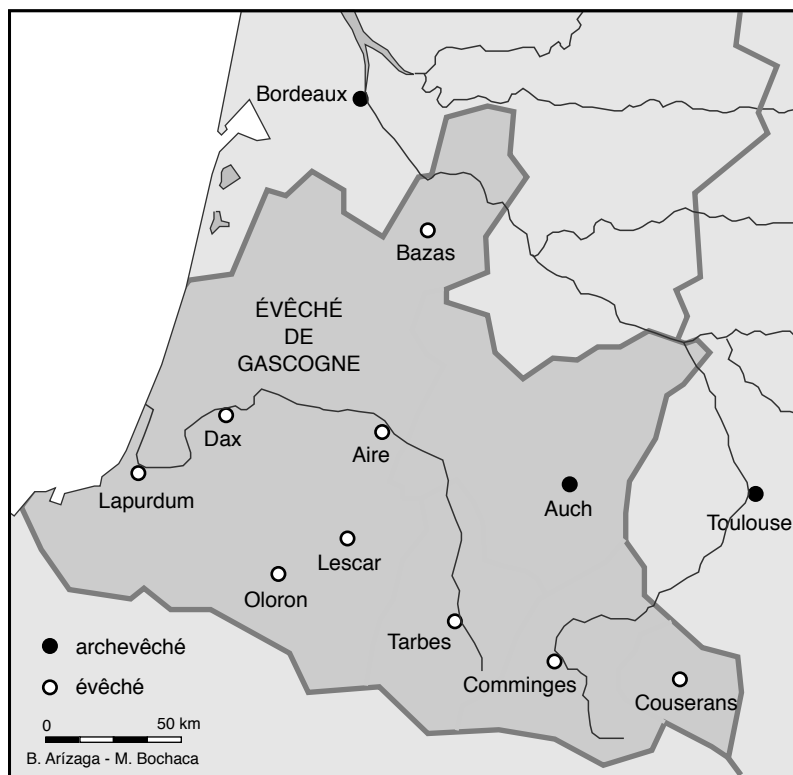 Bordeaux
Bazas
ÉVÊCHÉ
DE
GASCOGNE
Dax
Aire
Lapurdum
Auch
Toulouse
Lescar
Oloron
Tarbes
Comminges
Couserans
archevêché
évêché
0 50 km
B. Arízaga - M. Bochaca